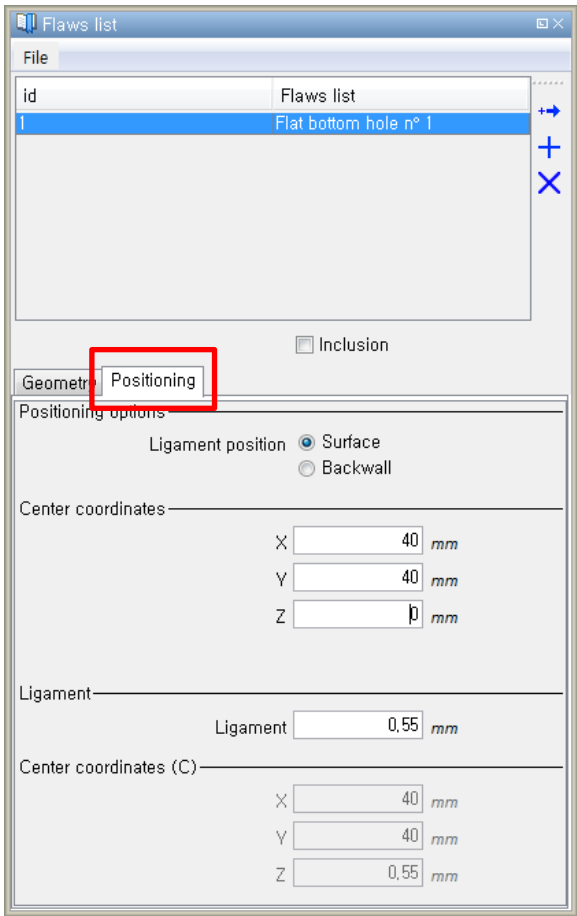 Flaws list
File
id Flaws list
1 Flat bottom hole n° 1
Inclusion
Geometry Positioning
Positioning options
Ligament position Surface
Backwall
Center coordinates
X 40 mm
Y 40 mm
Z 0 mm
Ligament
Ligament 0,55 mm
Center coordinates (C)
X 40 mm
Y 40 mm
Z 0,55 mm